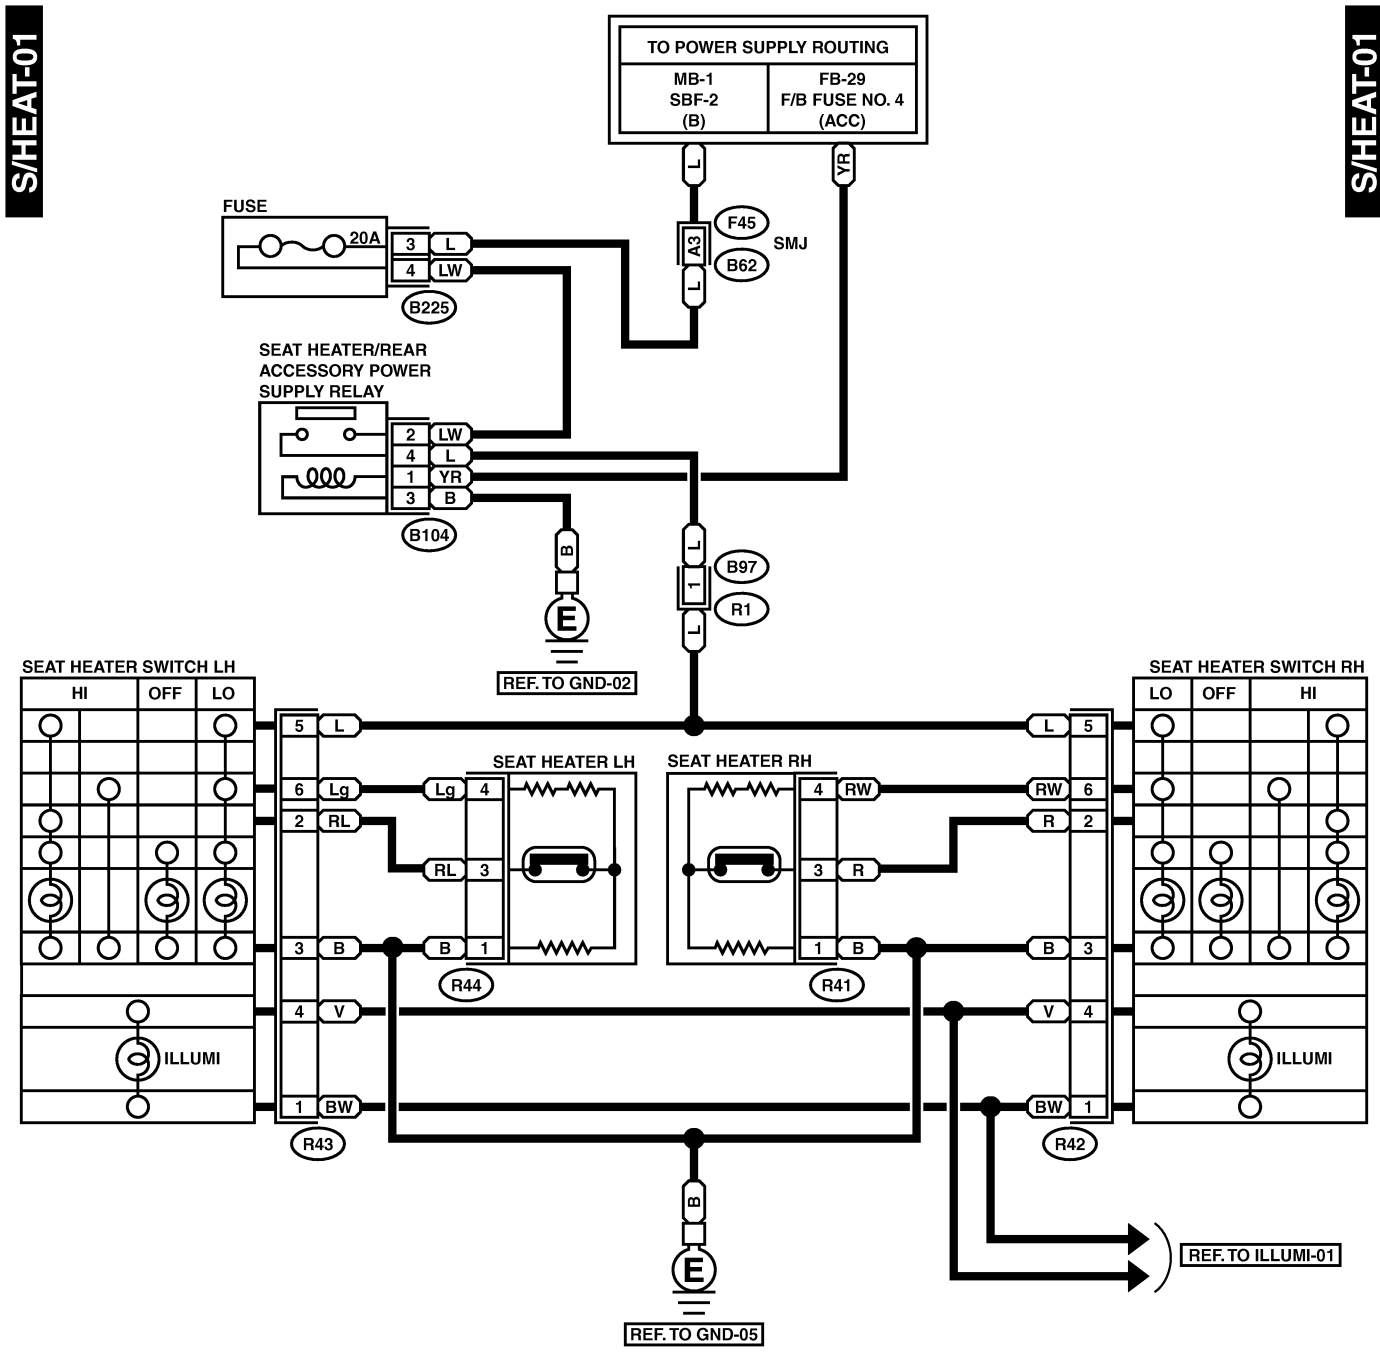 S/HEAT-01
S/HEAT-01
TO POWER SUPPLY ROUTING
MB-1
SBF-2
(B)
FB-29
F/B FUSE NO. 4
(ACC)
L
YR
FUSE
20A
3 L
4 LW
B225
A3
F45
SMJ
B62
L
SEAT HEATER/REAR
ACCESSORY POWER
SUPPLY RELAY
2 LW
4 L
1 YR
3 B
B104
B
E
REF. TO GND-02
L
1
B97
R1
L
SEAT HEATER SWITCH LH
HI OFF LO
5 L
6 Lg
2 RL
3 B
4 V
1 BW
ILLUMI
R43
SEAT HEATER LH
Lg 4
RL 3
B 1
R44
SEAT HEATER RH
4 RW
3 R
1 B
R41
SEAT HEATER SWITCH RH
LO OFF HI
L 5
RW 6
R 2
B 3
V 4
BW 1
ILLUMI
R42
B
E
REF. TO GND-05
REF. TO ILLUMI-01